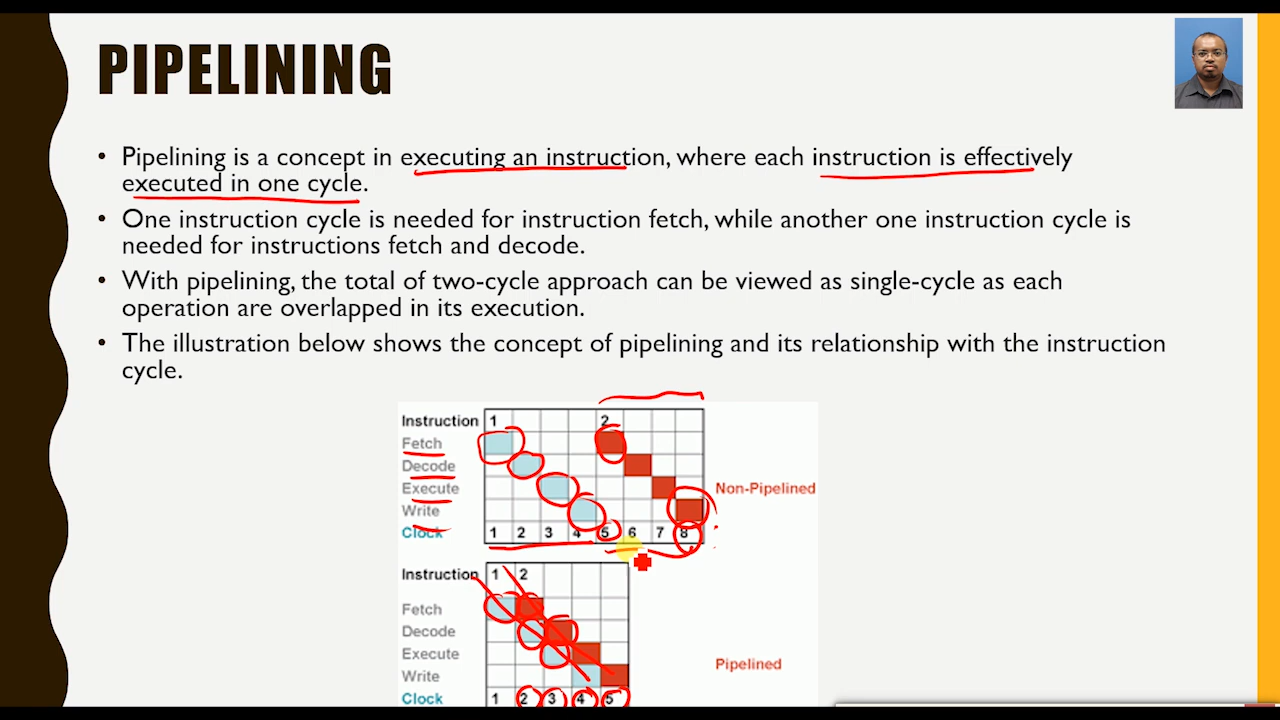 PIPELINING
• Pipelining is a concept in executing an instruction, where each instruction is effectively
executed in one cycle.
• One instruction cycle is needed for instruction fetch, while another one instruction cycle is
needed for instructions fetch and decode.
• With pipelining, the total of two-cycle approach can be viewed as single-cycle as each
operation are overlapped in its execution.
• The illustration below shows the concept of pipelining and its relationship with the instruction
cycle.
Instruction 1 2
Fetch
Decode
Execute
Non-Pipelined
Write
Clock 1 2 3 4 5 6 7 8
Instruction 1 2
Fetch
Decode
Execute
Pipelined
Write
Clock 1 2 3 4 5